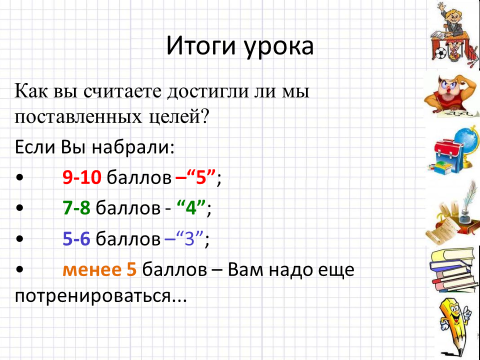 Итоги урока
Как вы считаете достигли ли мы
поставленных целей?
Если Вы набрали:
• 9-10 баллов –“5”;
• 7-8 баллов - “4”;
• 5-6 баллов –“3”;
• менее 5 баллов – Вам надо еще
потренироваться...